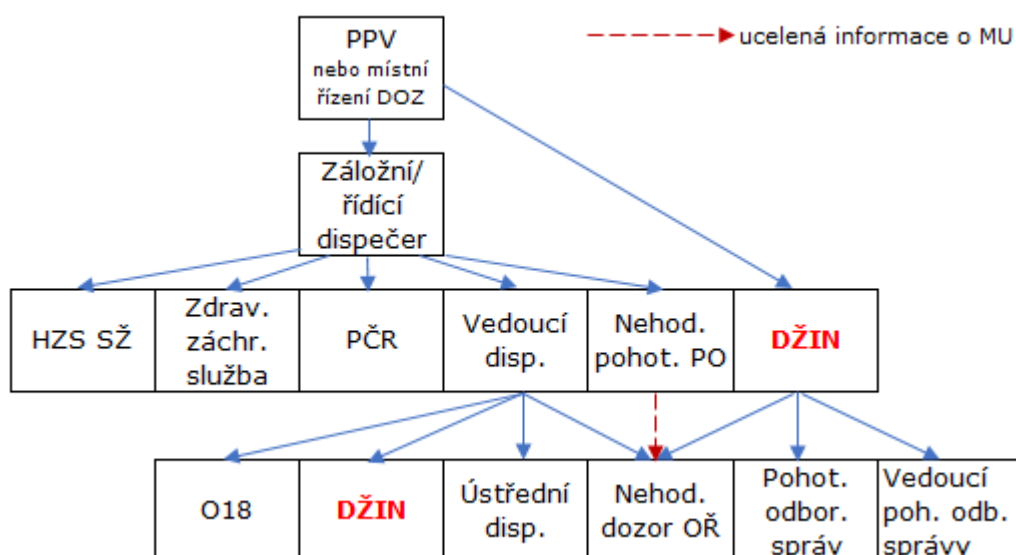 PPV
nebo místní
řízení DOZ
ucelená informace o MU
Záložní/
řídící
dispečer
HZS SŽ
Zdrav.
záchr.
služba
PČR
Vedoucí
disp.
Nehod.
pohot. PO
DŽIN
O18
DŽIN
Ústřední
disp.
Nehod.
dozor OŘ
Pohot.
odbor.
správ
Vedoucí
poh. odb.
správy